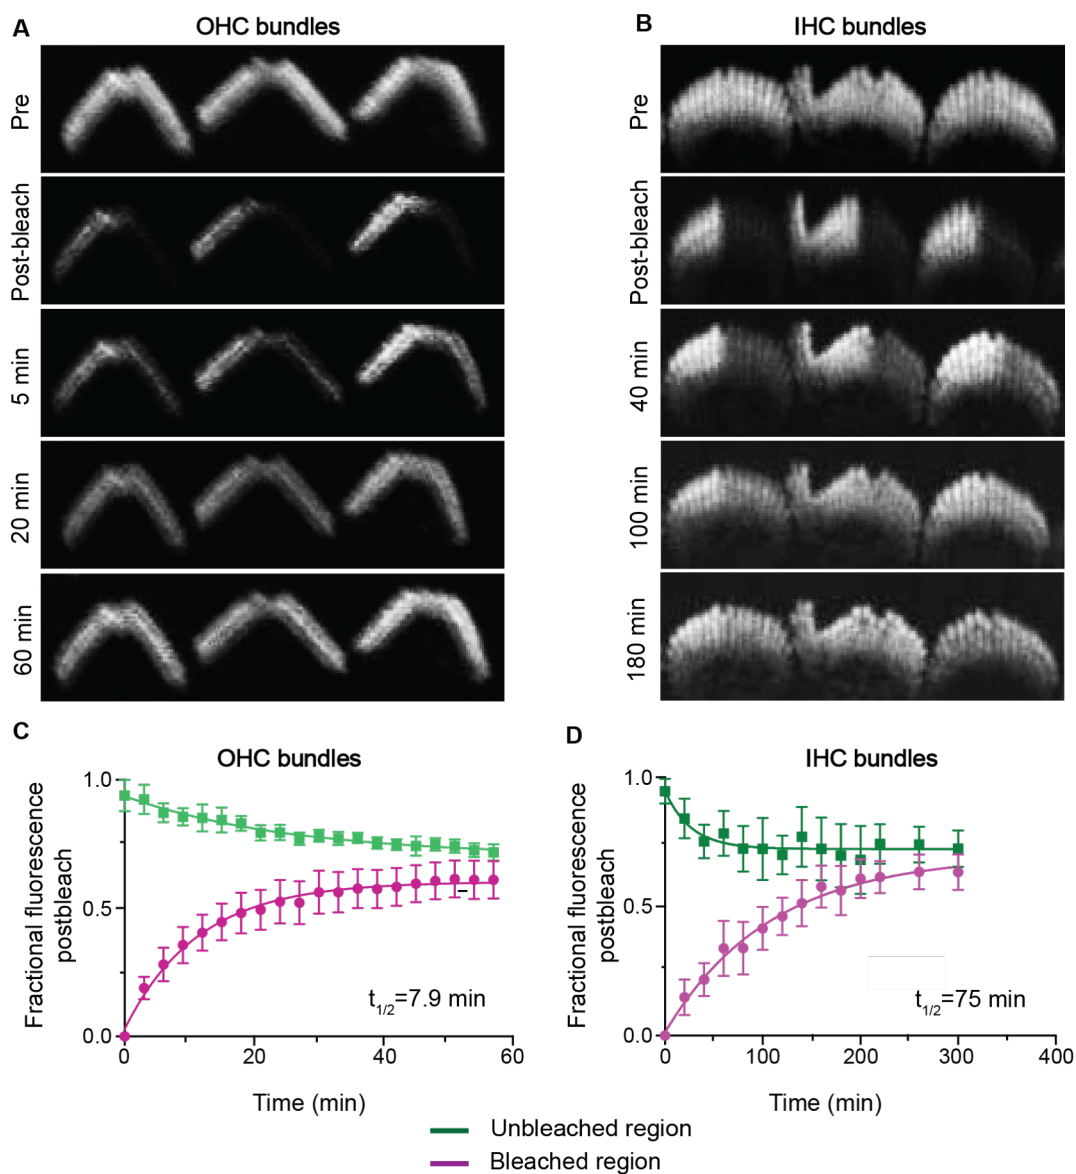 A
OHC bundles
Pre
Post-bleach
5 min
20 min
60 min
B
IHC bundles
Pre
Post-bleach
40 min
100 min
180 min
C
OHC bundles
Fractional fluorescence
postbleach
1.0
0.5
0.0
0
20
40
60
t1/2=7.9 min
Time (min)
D
IHC bundles
Fractional fluorescence
postbleach
1.0
0.5
0.0
0
100
200
300
400
t1/2=75 min
Time (min)
Unbleached region
Bleached region